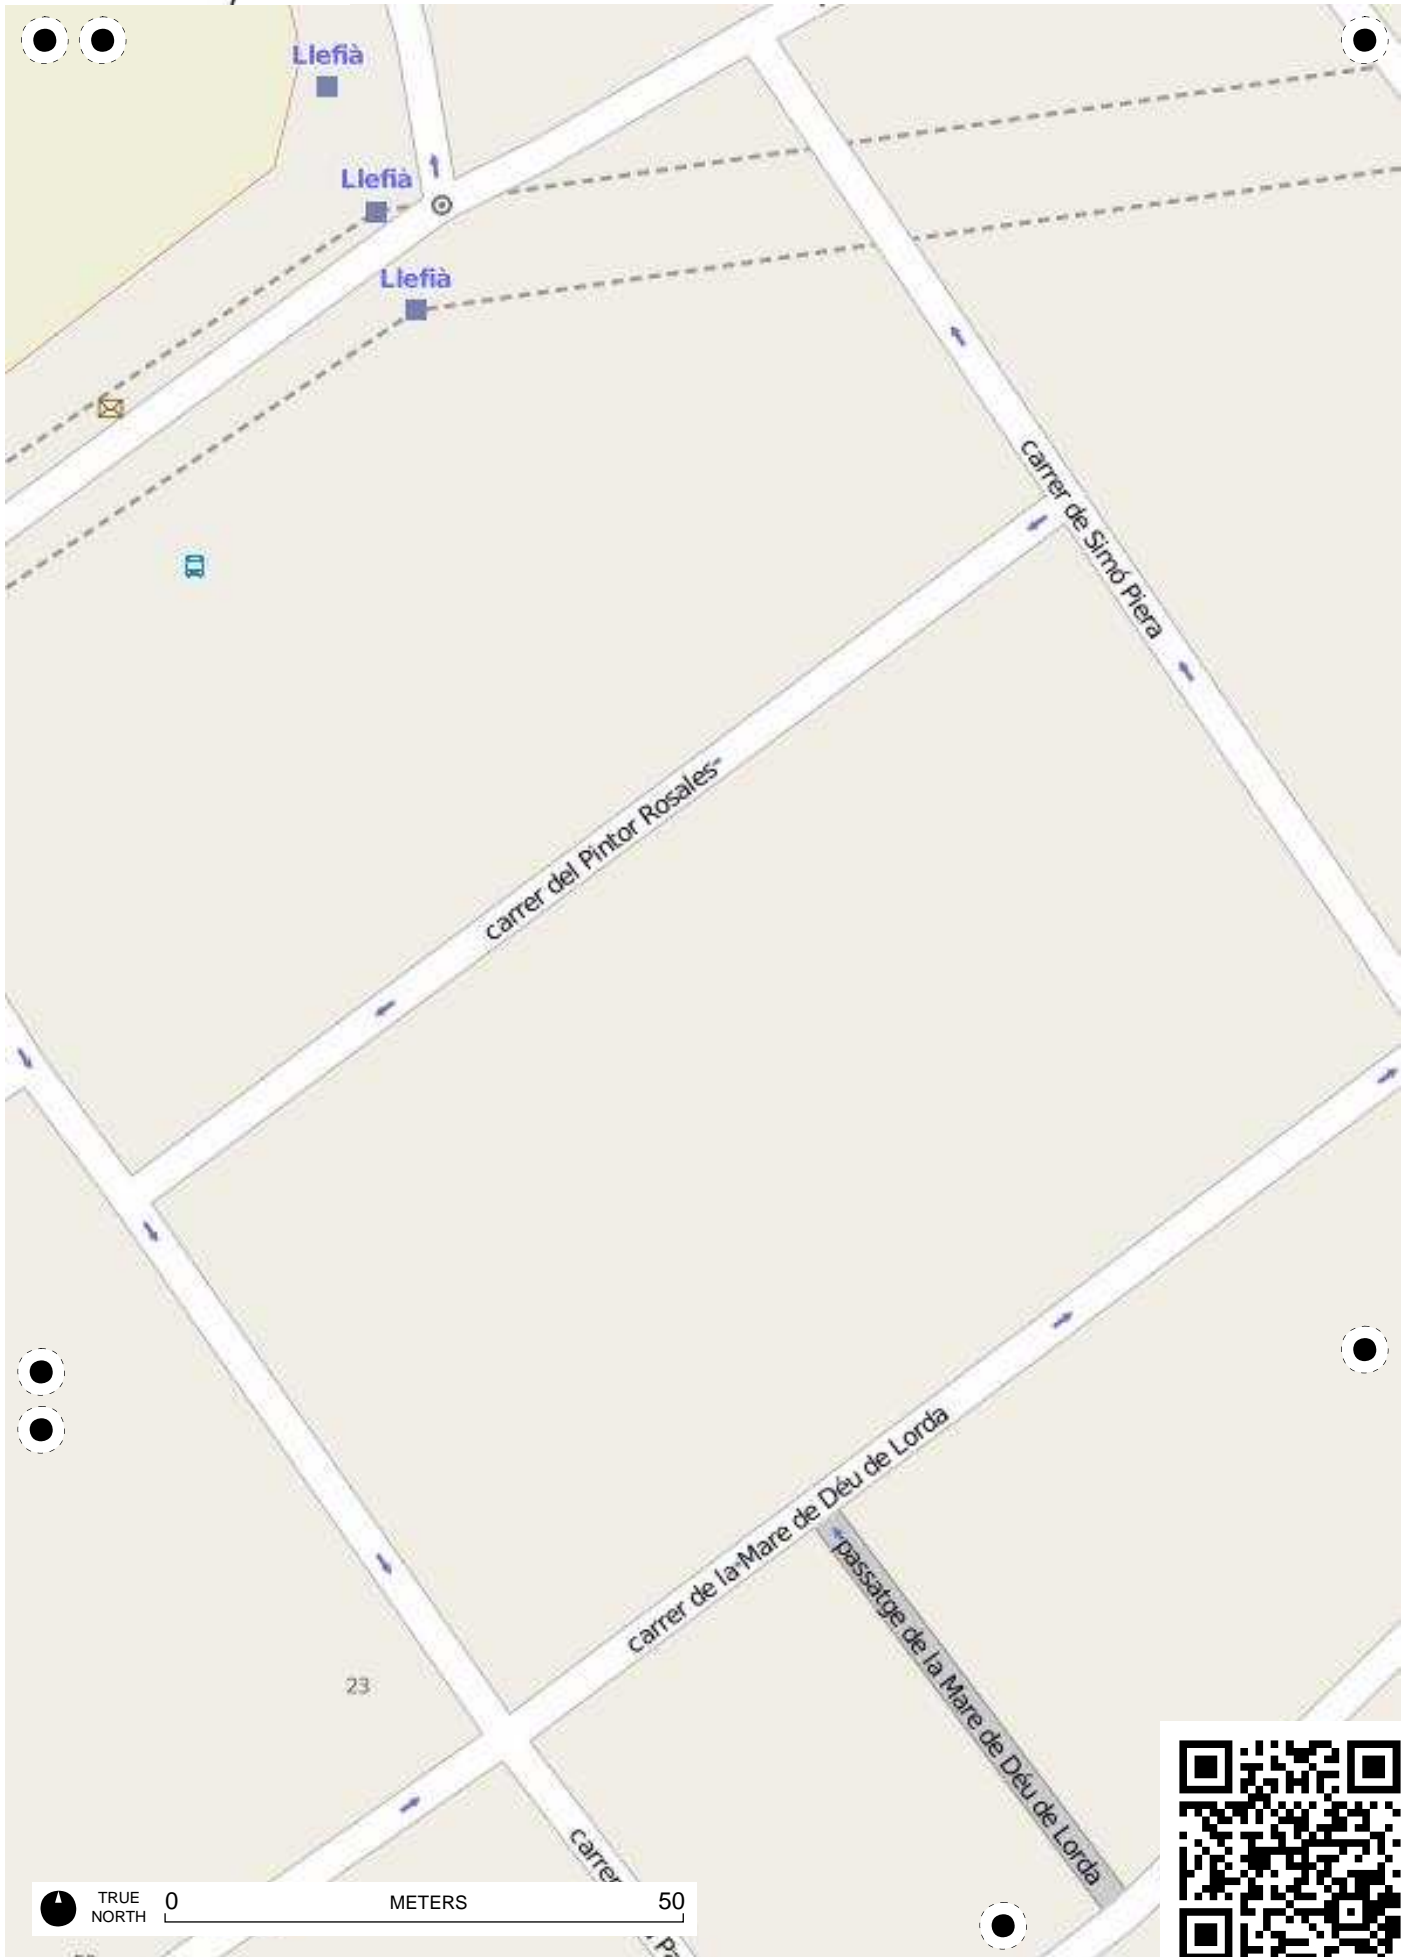 Llefià
Llefià
Llefià
carrer de Simó Piera
carrer del Pintor Rosales
carrer de la Mare de Déu de Lorda
passatge de la Mare de Déu de Lorda
23
carrer
TRUE
NORTH
0 METERS 50